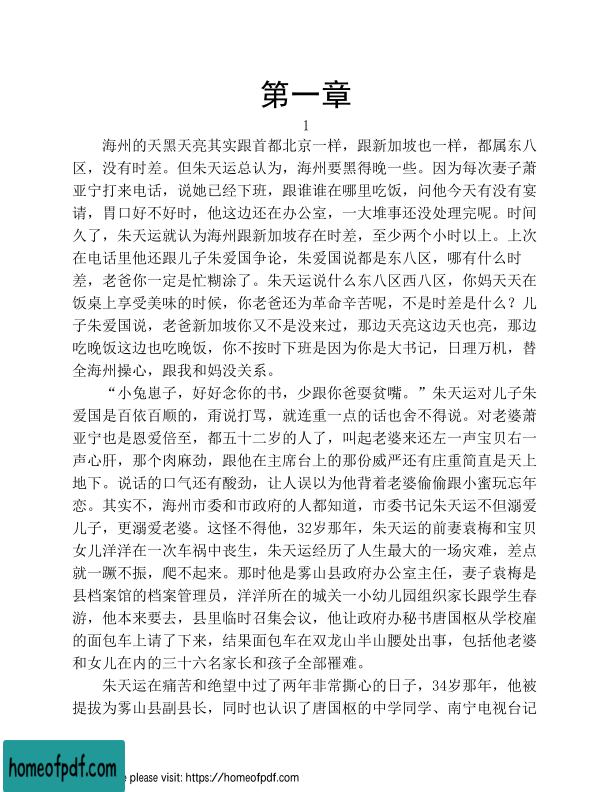 第一章
1
海州的天黑天亮其实跟首都北京一样，跟新加坡也一样，都属东八
区，没有时差。但朱天运总认为，海州要黑得晚一些。因为每次妻子萧
亚宁打来电话，说她已经下班，跟谁谁在哪里吃饭，问他今天有没有宴
请，胃口好不好时，他这边还在办公室，一大堆事还没处理完呢。时间
久了，朱天运就认为海州跟新加坡存在时差，至少两个小时以上。上次
在电话里他还跟儿子朱爱国争论，朱爱国说都是东八区，哪有什么时
差，老爸你一定是忙糊涂了。朱天运说什么东八区西八区，你妈天天在
饭桌上享受美味的时候，你老爸还为革命辛苦呢，不是时差是什么？儿
子朱爱国说，老爸新加坡你又不是没来过，那边天亮这边天也亮，那边
吃晚饭这边也吃晚饭，你不按时下班是因为你是大书记，日理万机，替
全海州操心，跟我和妈没关系。
“小兔崽子，好好念你的书，少跟你爸耍贫嘴。”朱天运对儿子朱
爱国是百依百顺的，甭说打骂，就连重一点的话也舍不得说。对老婆萧
亚宁也是恩爱倍至，都五十二岁的人了，叫起老婆来还左一声宝贝右一
声心肝，那个肉麻劲，跟他在主席台上的那份威严还有庄重简直是天上
地下。说话的口气还有酸劲，让人误以为他背着老婆偷偷跟小蜜玩忘年
恋。其实不，海州市委和市政府的人都知道，市委书记朱天运不但溺爱
儿子，更溺爱老婆。这怪不得他，32岁那年，朱天运的前妻袁梅和宝贝
女儿洋洋在一次车祸中丧生，朱天运经历了人生最大的一场灾难，差点
就一蹶不振，爬不起来。那时他是雾山县政府办公室主任，妻子袁梅是
县档案馆的档案管理员，洋洋所在的城关一小幼儿园组织家长跟学生春
游，他本来要去，县里临时召集会议，他让政府办秘书唐国枢从学校雇
的面包车上请了下来，结果面包车在双龙山半山腰处出事，包括他老婆
和女儿在内的三十六名家长和孩子全部罹难。
朱天运在痛苦和绝望中过了两年非常撕心的日子，34岁那年，他被
提拔为雾山县副县长，同时也认识了唐国枢的中学同学、南宁电视台记
homeofpdf.com
e please visit: https://homeofpdf.com